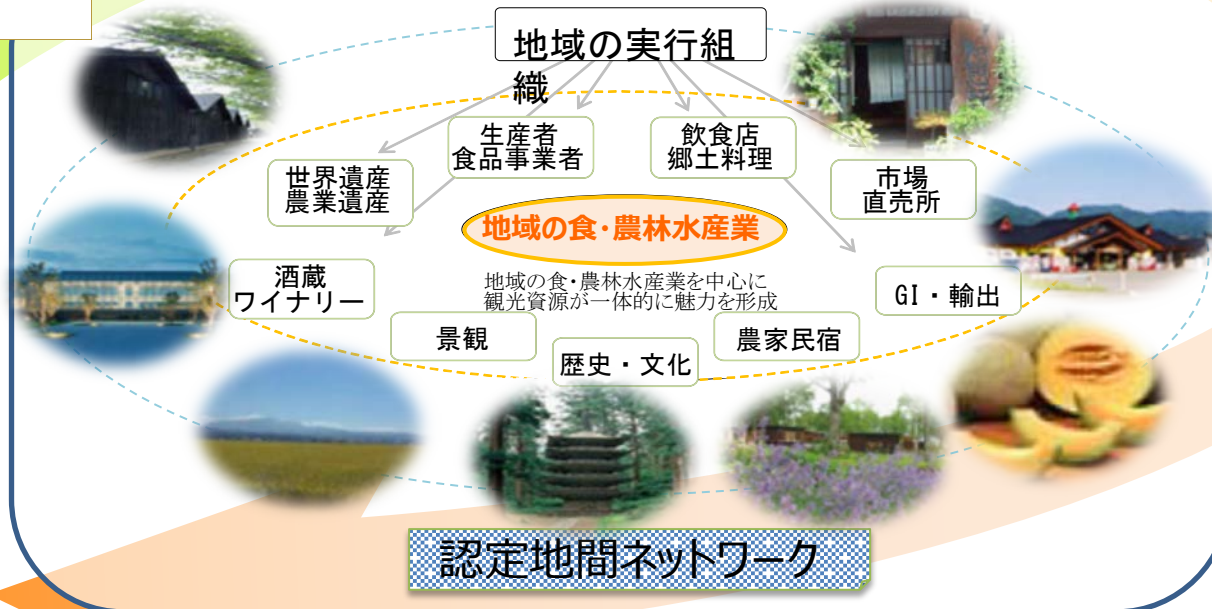 地域の実行組
織
生産者
食品事業者
飲食店
郷土料理
世界遺産
農業遺産
市場
直売所
地域の食・農林水産業
地域の食・農林水産業を中心に
観光資源が一体的に魅力を形成
酒蔵
ワイナリー
GI・輸出
景観
農家民宿
歴史・文化
認定地間ネットワーク